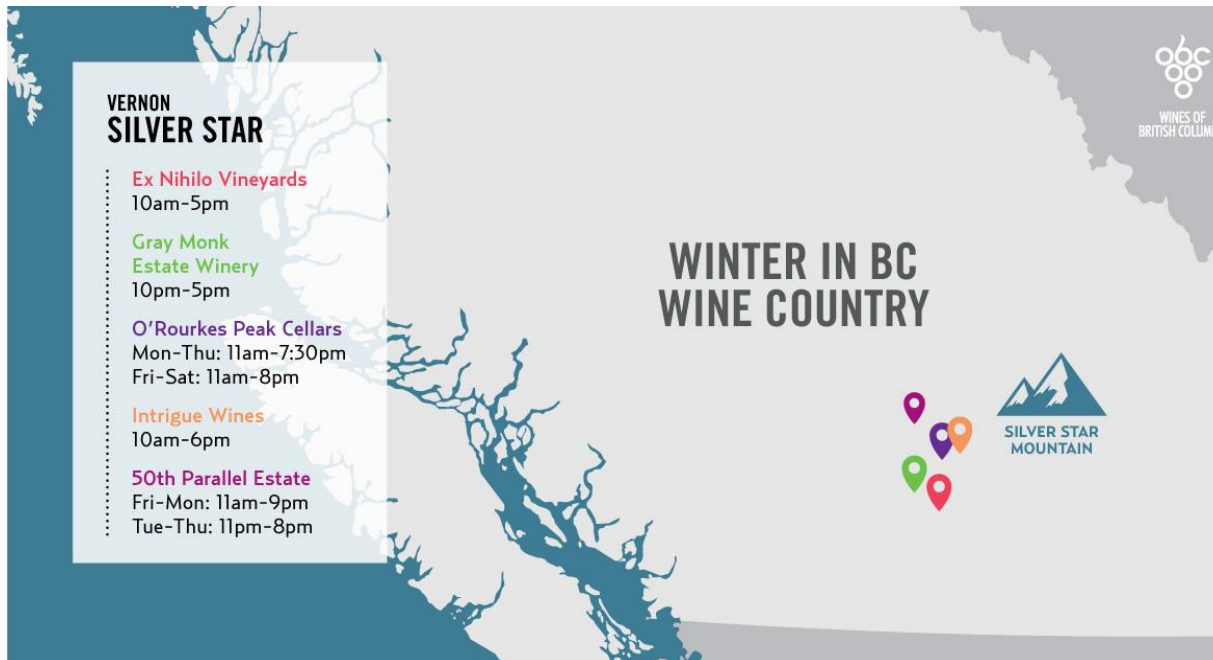 VERNON
SILVER STAR
Ex Nihilo Vineyards
10am-5pm
Gray Monk
Estate Winery
10pm-5pm
O'Rourkes Peak Cellars
Mon-Thu: 11am-7:30pm
Fri-Sat: 11am-8pm
Intrigue Wines
10am-6pm
50th Parallel Estate
Fri-Mon: 11am-9pm
Tue-Thu: 11pm-8pm
WINTER IN BC
WINE COUNTRY
SILVER STAR
MOUNTAIN
obc
WINES OF
BRITISH COLUM